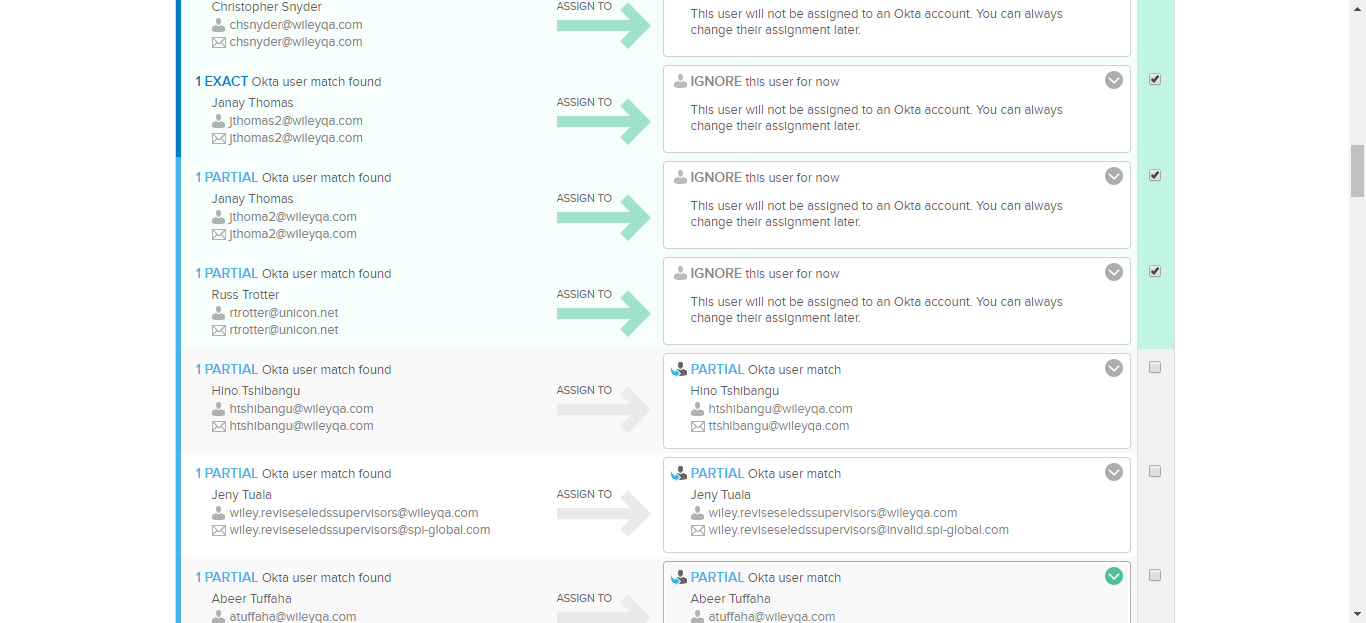 Christopher Snyder
chsnyder@wileyqa.com
chsnyder@wileyqa.com
ASSIGN TO
This user will not be assigned to an Okta account. You can always
change their assignment later.
1 EXACT Okta user match found
Janay Thomas
jthomas2@wileyqa.com
jthomas2@wileyqa.com
ASSIGN TO
IGNORE this user for now
This user will not be assigned to an Okta account. You can always
change their assignment later.
1 PARTIAL Okta user match found
Janay Thomas
jthoma2@wileyqa.com
jthoma2@wileyqa.com
ASSIGN TO
IGNORE this user for now
This user will not be assigned to an Okta account. You can always
change their assignment later.
1 PARTIAL Okta user match found
Russ Trotter
rtrotter@unicon.net
rtrotter@unicon.net
ASSIGN TO
IGNORE this user for now
This user will not be assigned to an Okta account. You can always
change their assignment later.
1 PARTIAL Okta user match found
Hino Tshibangu
htshibangu@wileyqa.com
htshibangu@wileyqa.com
ASSIGN TO
PARTIAL Okta user match
Hino Tshibangu
htshibangu@wileyqa.com
ttshibangu@wileyqa.com
1 PARTIAL Okta user match found
Jeny Tuala
wiley.reviseseledssupervisors@wileyqa.com
wiley.reviseseledssupervisors@spi-global.com
ASSIGN TO
PARTIAL Okta user match
Jeny Tuala
wiley.reviseseledssupervisors@wileyqa.com
wiley.reviseseledssupervisors@invalid.spi-global.com
1 PARTIAL Okta user match found
Abeer Tuffaha
atuffaha@wileyqa.com
ASSIGN TO
PARTIAL Okta user match
Abeer Tuffaha
atuffaha@wileyqa.com